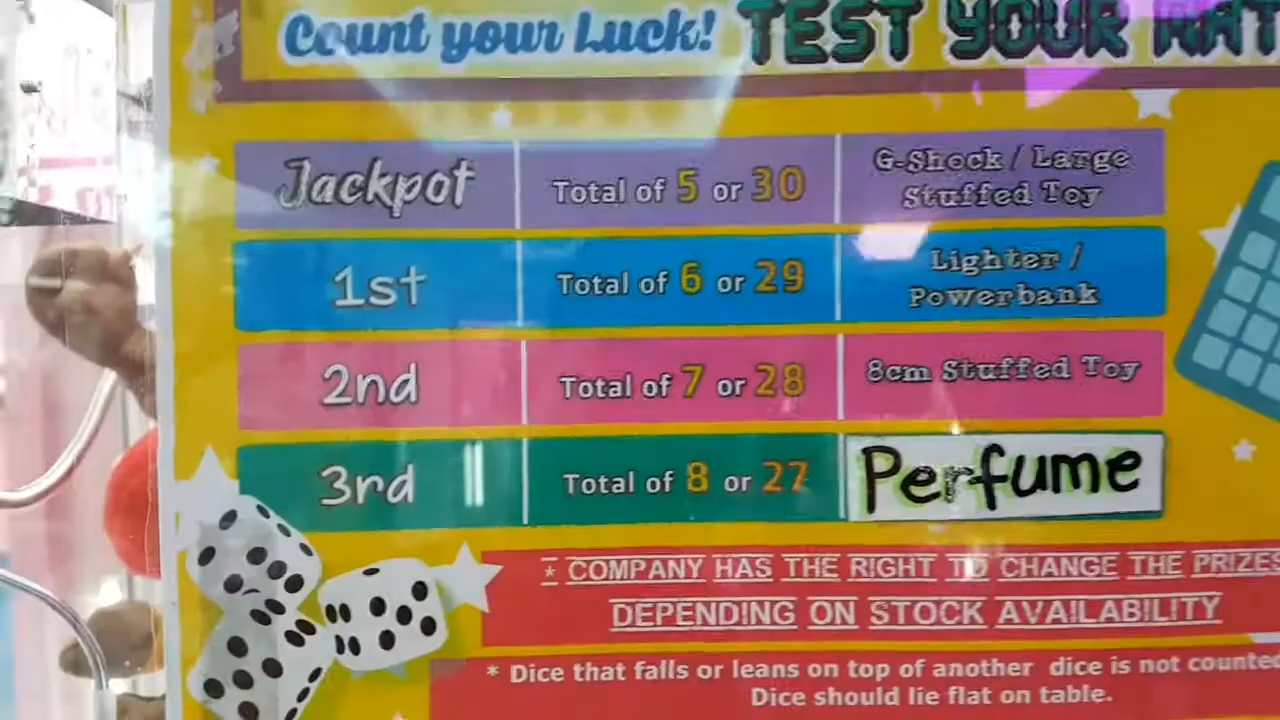 Count your Luck! TEST YOUR
Jackpot
Total of 5 or 30
G-Shock / Large
Stuffed Toy
1st
Total of 6 or 29
Lighter /
Powerbank
2nd
Total of 7 or 28
8cm Stuffed Toy
3rd
Total of 8 or 27
Perfume
* COMPANY HAS THE RIGHT TO CHANGE THE PRIZES
DEPENDING ON STOCK AVAILABILITY
* Dice that falls or leans on top of another dice is not counted
Dice should lie flat on table.